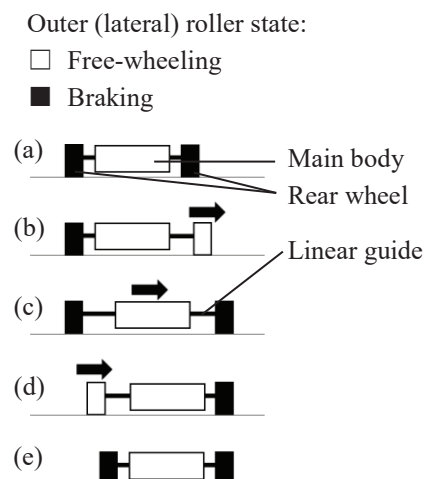 Outer (lateral) roller state:
Free-wheeling
Braking
(a)
Main body
Rear wheel
(b)
Linear guide
(c)
(d)
(e)